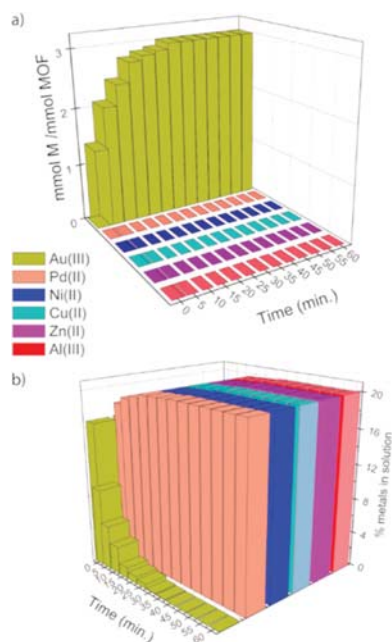 a)
3
2
1
0
mmol M /mmol MOF
0
5
10
15
20
25
30
35
40
45
50
55
60
Time (min.)
Au(III)
Pd(II)
Ni(II)
Cu(II)
Zn(II)
Al(III)
b)
20
16
12
8
4
0
% metals in solution
Time (min.)